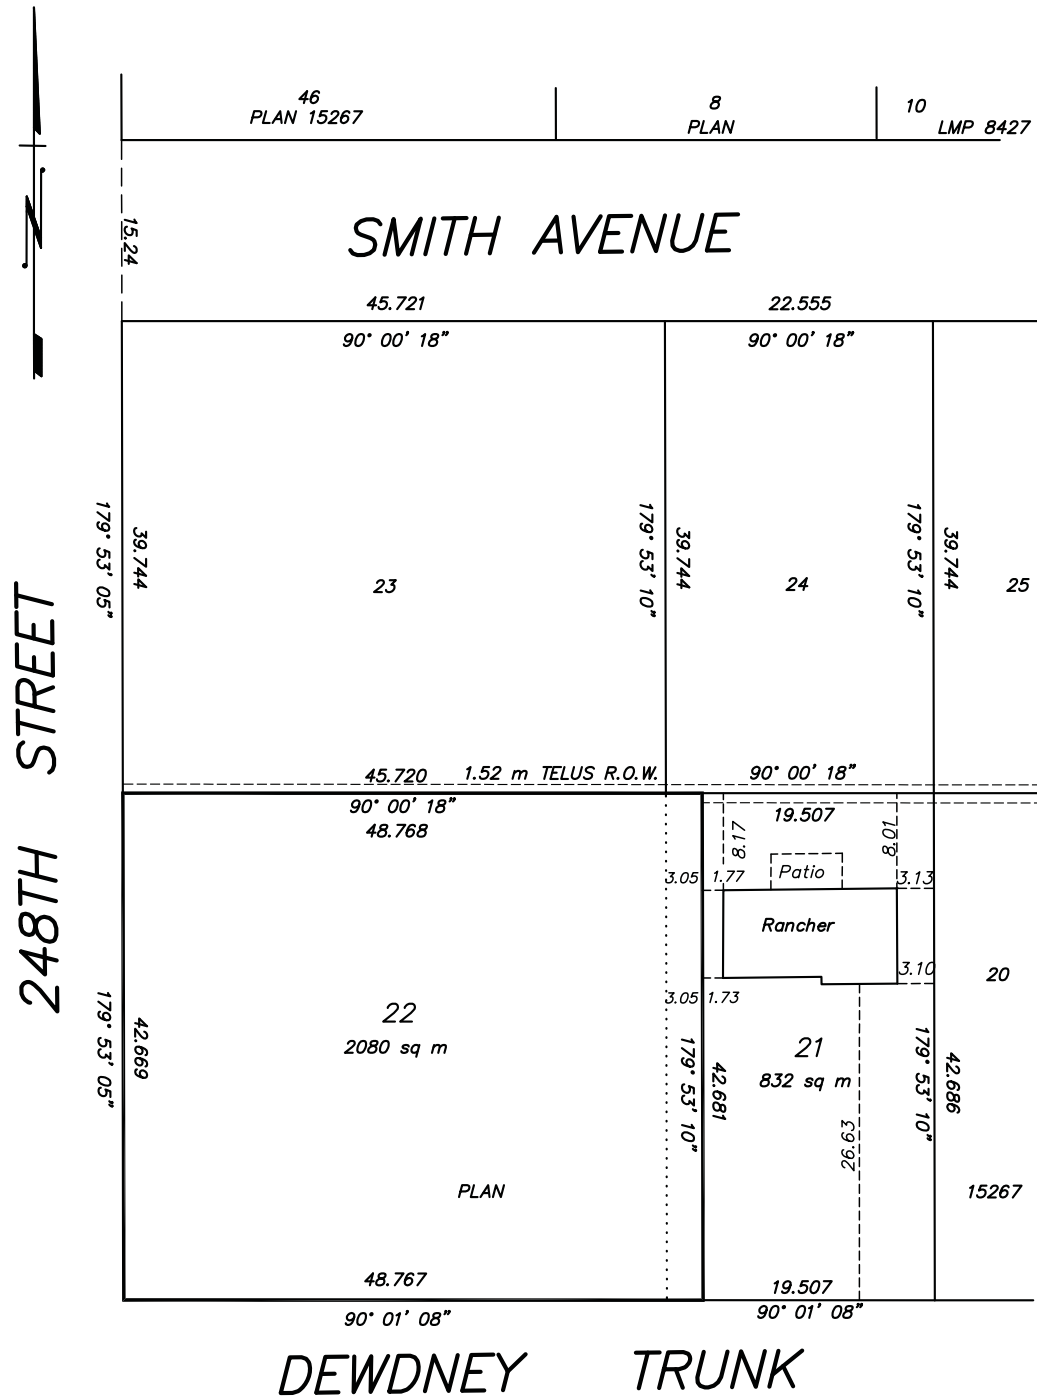 46
PLAN 15267
8
PLAN
10
LMP 8427
N
15.24
SMITH AVENUE
45.721
22.555
90° 00' 18"
90° 00' 18"
179° 53' 05"
39.744
179° 53' 10"
39.744
179° 53' 10"
39.744
23
24
25
248TH STREET
45.720
1.52 m TELUS R.O.W.
90° 00' 18"
90° 00' 18"
48.768
19.507
8.17
8.01
3.05
1.77
Patio
3.13
Rancher
3.10
20
3.05
1.73
22
2080 sq m
21
832 sq m
179° 53' 05"
42.669
179° 53' 10"
42.681
179° 53' 10"
42.686
26.63
PLAN
15267
48.767
19.507
90° 01' 08"
90° 01' 08"
DEWDNEY TRUNK